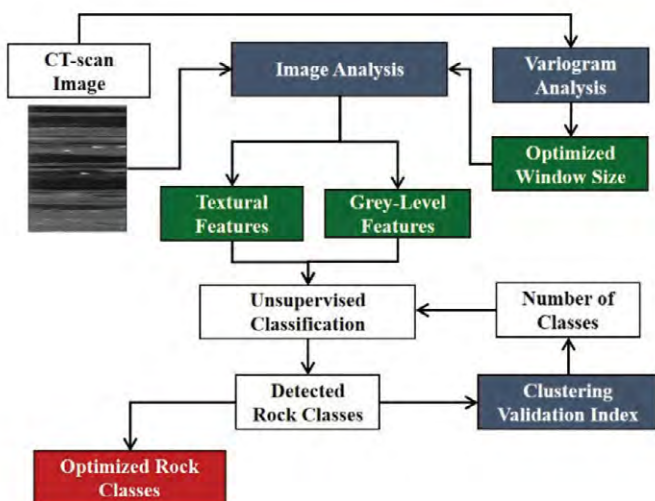 CT-scan
Image
Image Analysis
Variogram
Analysis
Optimized
Window Size
Textural
Features
Grey-Level
Features
Unsupervised
Classification
Number of
Classes
Detected
Rock Classes
Clustering
Validation Index
Optimized Rock
Classes